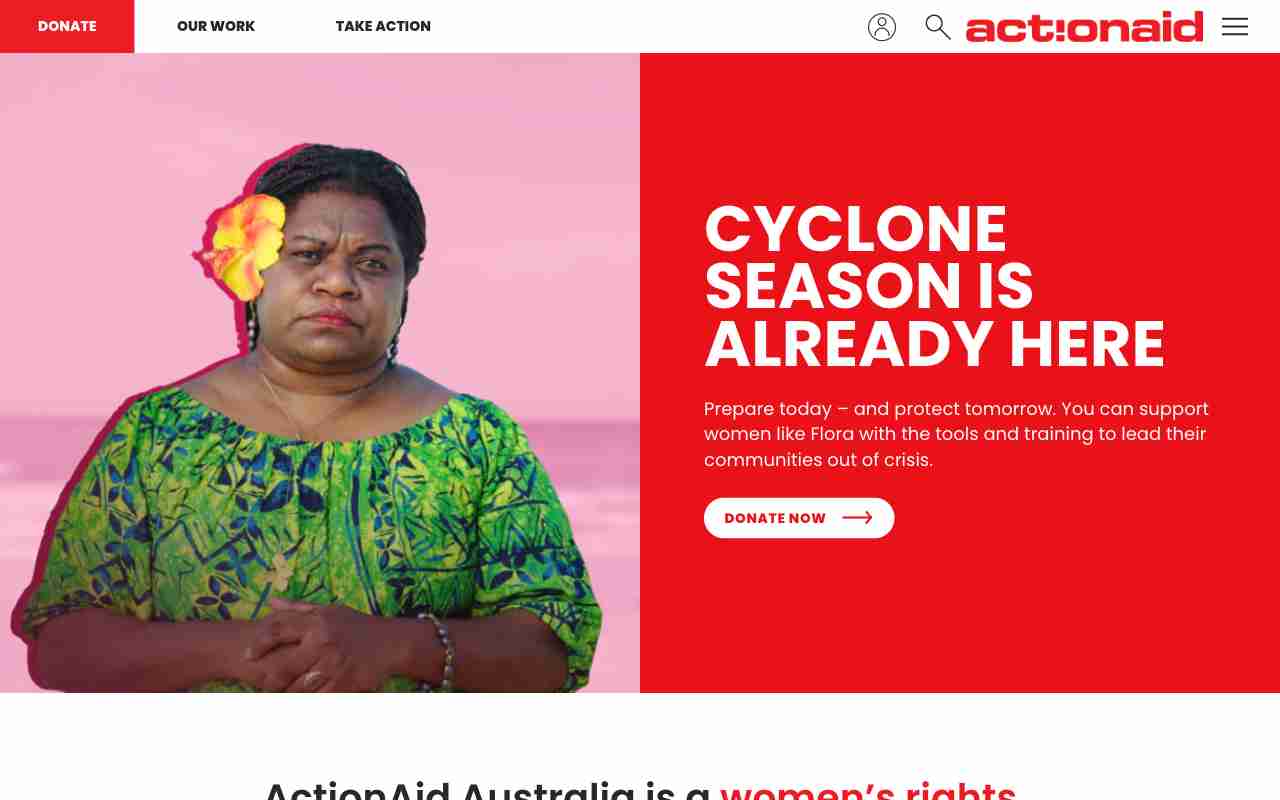 DONATE
OUR WORK
TAKE ACTION
act!onaid
CYCLONE
SEASON IS
ALREADY HERE
Prepare today – and protect tomorrow. You can support
women like Flora with the tools and training to lead their
communities out of crisis.
DONATE NOW
ActionAid Australia is a women's rights